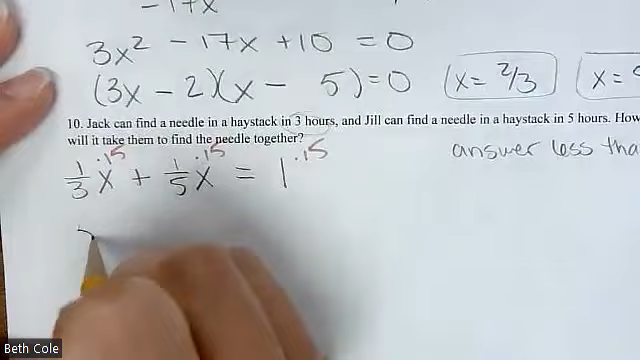 - 17x
3x² - 17x + 10 = 0
(3x - 2)(x - 5) = 0 x = 2/3 x =
10. Jack can find a needle in a haystack in 3 hours, and Jill can find a needle in a haystack in 5 hours. How
will it take them to find the needle together?
answer less tha
·15 ·15 ·15
1/3 x + 1/5 x = 1
Beth Cole